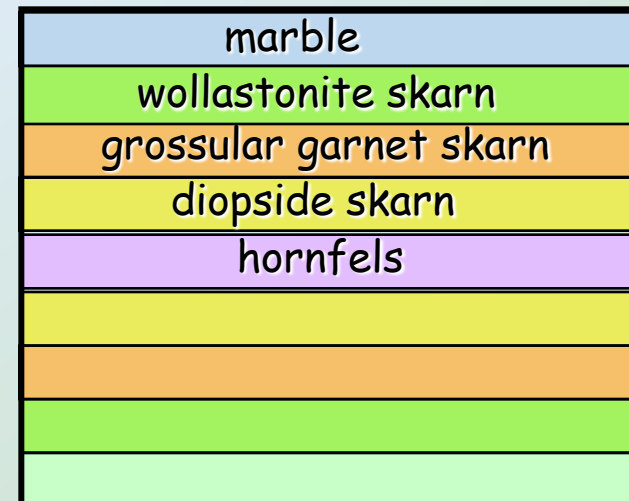 marble
wollastonite skarn
grossular garnet skarn
diopside skarn
hornfels